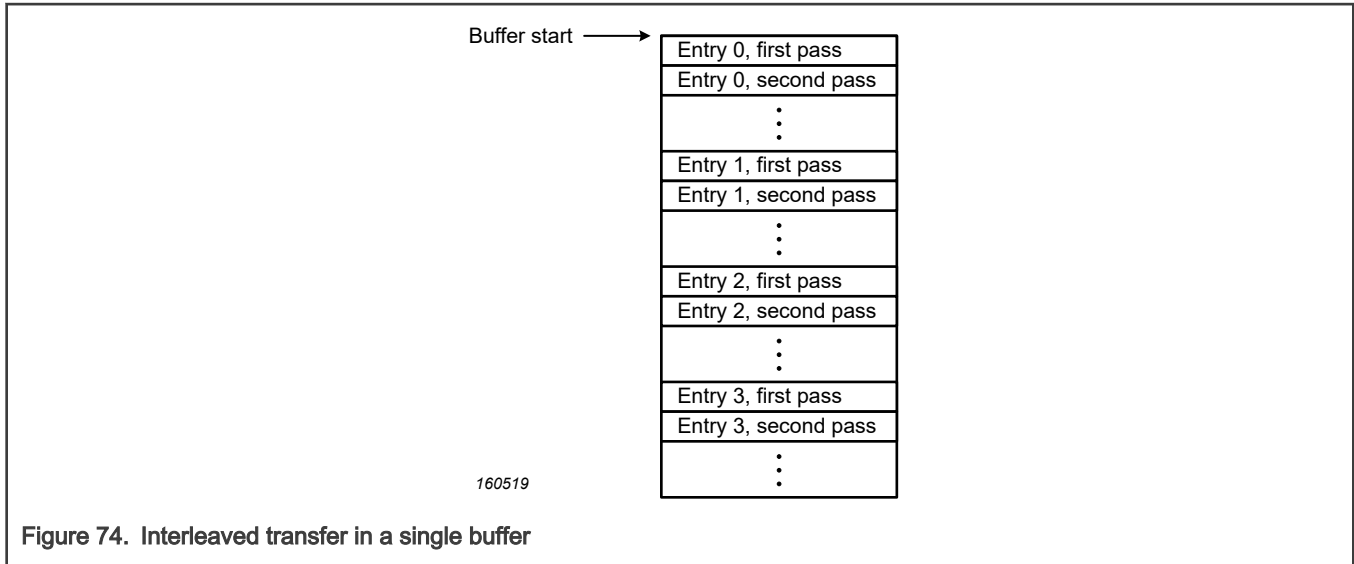 Buffer start
Entry 0, first pass
Entry 0, second pass
Entry 1, first pass
Entry 1, second pass
Entry 2, first pass
Entry 2, second pass
Entry 3, first pass
Entry 3, second pass
160519
Figure 74. Interleaved transfer in a single buffer